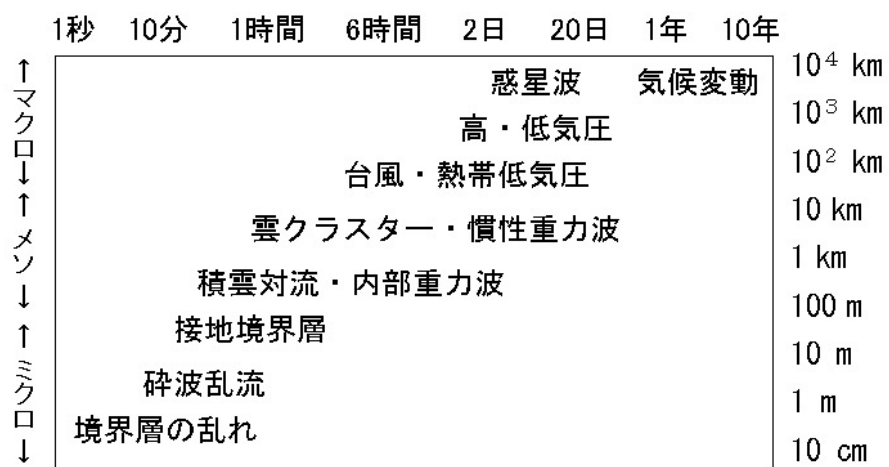 1秒 10分 1時間 6時間 2日 20日 1年 10年
↑マクロ↓↑メソ↓↑ミクロ↓
惑星波 気候変動
高・低気圧
台風・熱帯低気圧
雲クラスター・慣性重力波
積雲対流・内部重力波
接地境界層
砕波乱流
境界層の乱れ
10⁴ km
10³ km
10² km
10 km
1 km
100 m
10 m
1 m
10 cm